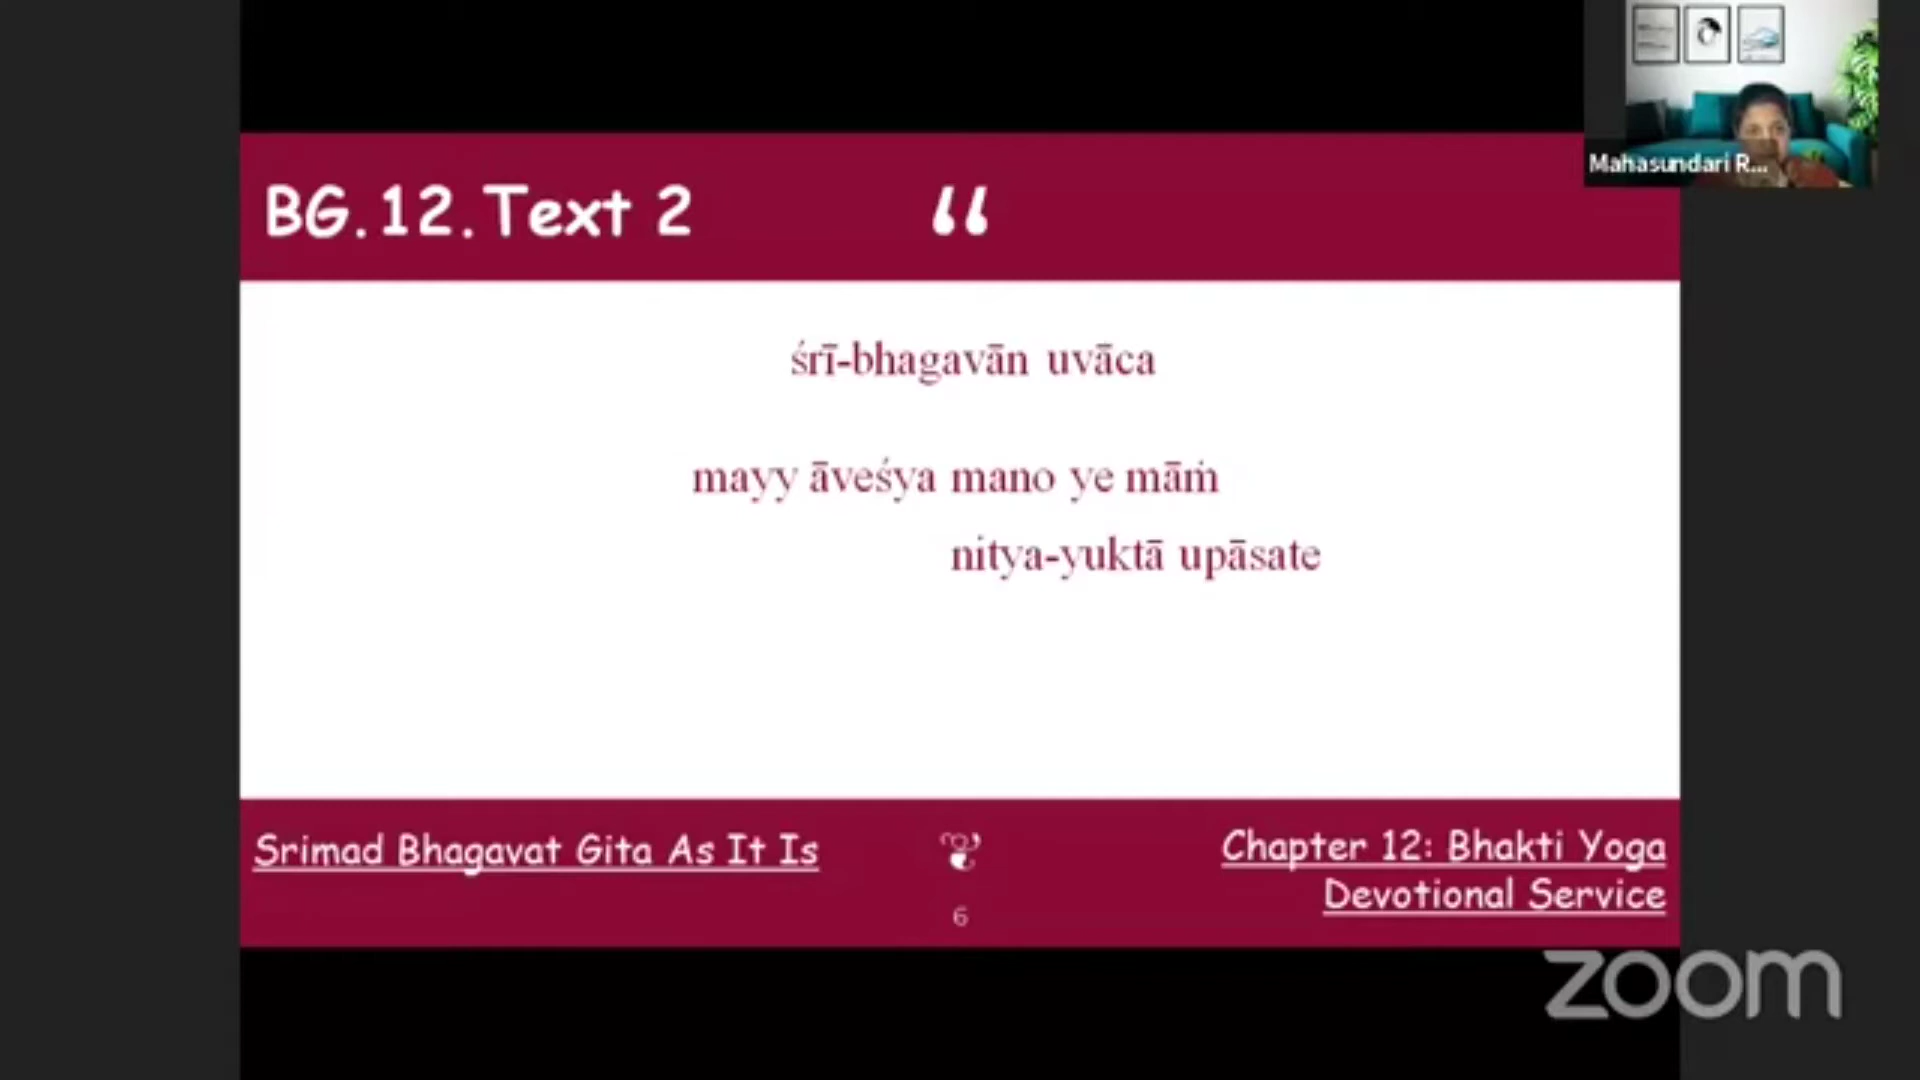 Mahasundari R...
BG.12.Text 2
“
śrī-bhagavān uvāca
mayy āveśya mano ye māṁ
nitya-yuktā upāsate
Srimad Bhagavat Gita As It Is
6
Chapter 12: Bhakti Yoga
Devotional Service
zoom